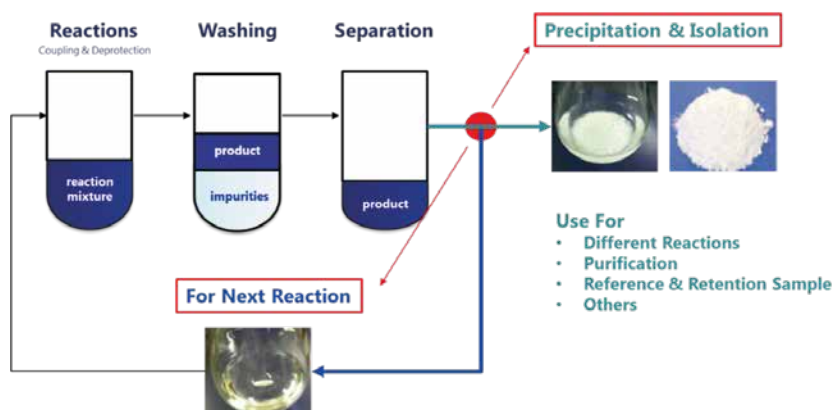 Reactions
Coupling & Deprotection
Washing
Separation
Precipitation & Isolation
product
reaction
mixture
impurities
product
For Next Reaction
Use For
• Different Reactions
• Purification
• Reference & Retention Sample
• Others